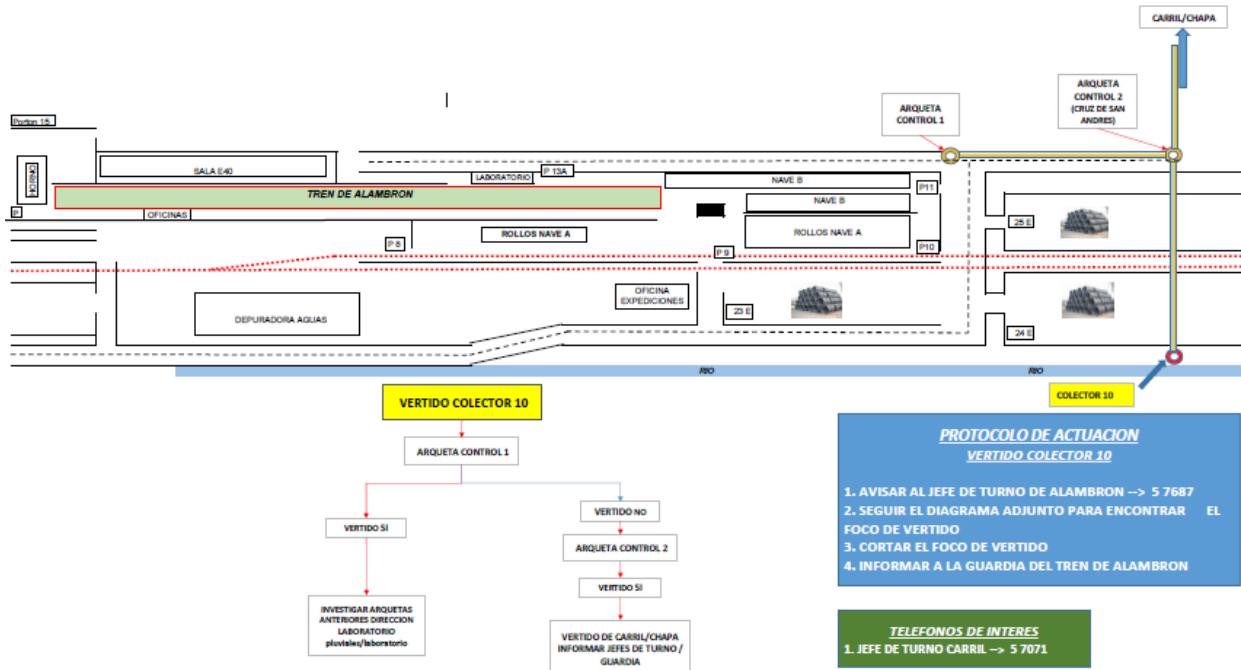 CARRIL/CHAPA
ARQUETA
CONTROL 1
ARQUETA
CONTROL 2
(CRUZ DE SAN
ANDRES)
Porton 15
HORNO
SALA E40
LABORATORIO
P 13A
NAVE B
P11
TREN DE ALAMBRON
P
OFICINAS
NAVE B
P 8
ROLLOS NAVE A
ROLLOS NAVE A
P 9
P10
25 E
DEPURADORA AGUAS
OFICINA
EXPEDICIONES
23 E
24 E
RIO
RIO
COLECTOR 10
VERTIDO COLECTOR 10
ARQUETA CONTROL 1
VERTIDO SI
VERTIDO NO
ARQUETA CONTROL 2
VERTIDO SI
INVESTIGAR ARQUETAS
ANTERIORES DIRECCION
LABORATORIO
pluviales/laboratorio
VERTIDO DE CARRIL/CHAPA
INFORMAR JEFES DE TURNO /
GUARDIA
PROTOCOLO DE ACTUACION
VERTIDO COLECTOR 10
1. AVISAR AL JEFE DE TURNO DE ALAMBRON --> 5 7687
2. SEGUIR EL DIAGRAMA ADJUNTO PARA ENCONTRAR EL
FOCO DE VERTIDO
3. CORTAR EL FOCO DE VERTIDO
4. INFORMAR A LA GUARDIA DEL TREN DE ALAMBRON
TELEFONOS DE INTERES
1. JEFE DE TURNO CARRIL --> 5 7071